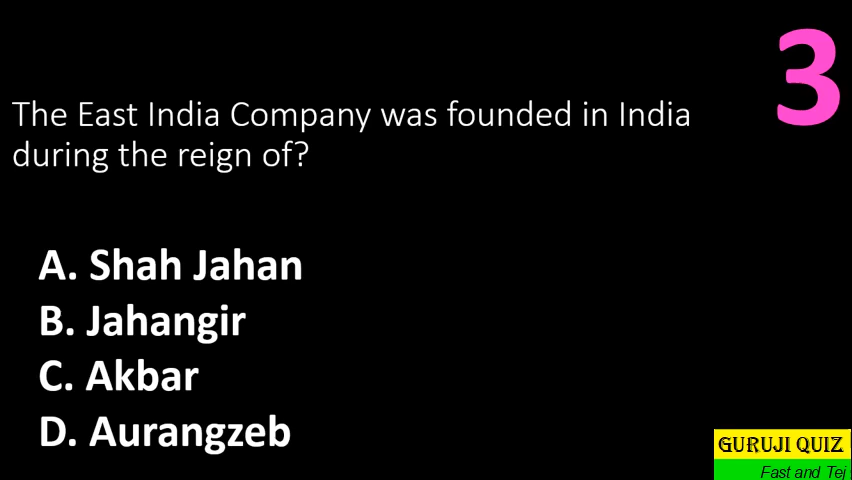 3
The East India Company was founded in India
during the reign of?
A. Shah Jahan
B. Jahangir
C. Akbar
D. Aurangzeb
GURUJI QUIZ
Fast and Tej